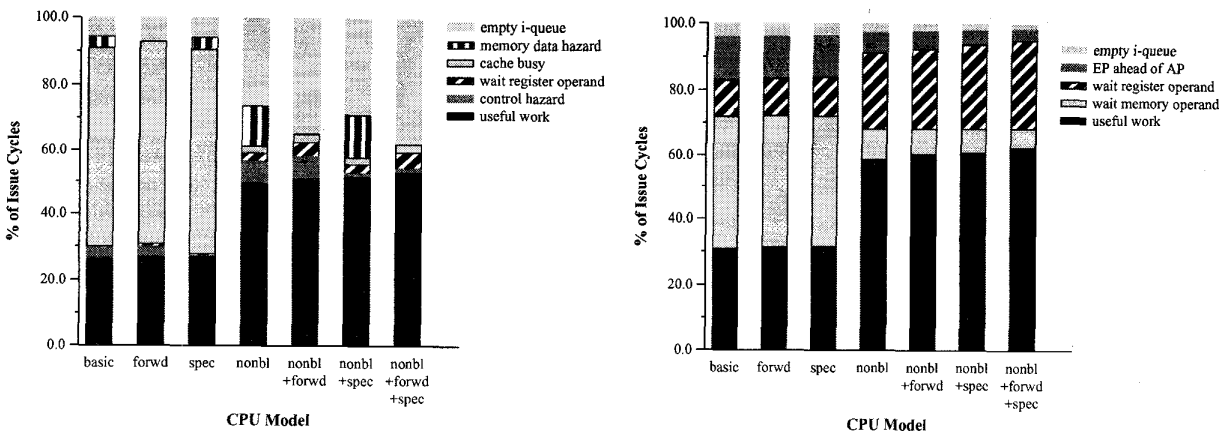 100.0
80.0
60.0
40.0
20.0
0.0
% of Issue Cycles
basic
forwd
spec
nonbl
nonbl
+forwd
nonbl
+spec
nonbl
+forwd
+spec
CPU Model
empty i-queue
memory data hazard
cache busy
wait register operand
control hazard
useful work
100.0
80.0
60.0
40.0
20.0
0.0
% of Issue Cycles
basic
forwd
spec
nonbl
nonbl
+forwd
nonbl
+spec
nonbl
+forwd
+spec
CPU Model
empty i-queue
EP ahead of AP
wait register operand
wait memory operand
useful work